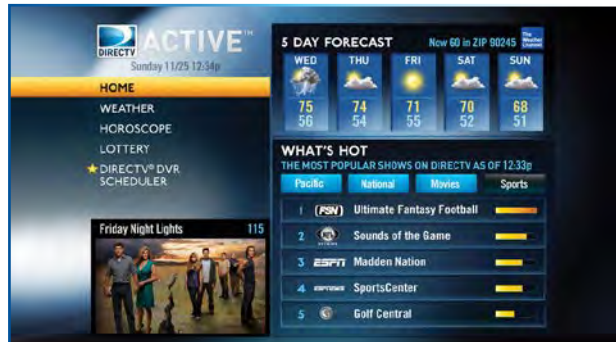 DIRECTV
ACTIVE™
Sunday 11/25 12:34p
HOME
WEATHER
HOROSCOPE
LOTTERY
DIRECTV® DVR
SCHEDULER
Friday Night Lights 115
5 DAY FORECAST Now 60 in ZIP 90245 The Weather Channel
WED THU FRI SAT SUN
75 74 71 70 68
56 54 55 52 51
WHAT'S HOT
THE MOST POPULAR SHOWS ON DIRECTV AS OF 12:33p
Pacific National Movies Sports
1 FSN Ultimate Fantasy Football
2 Sounds of the Game
3 ESPN Madden Nation
4 ESPNEWS SportsCenter
5 Golf Central